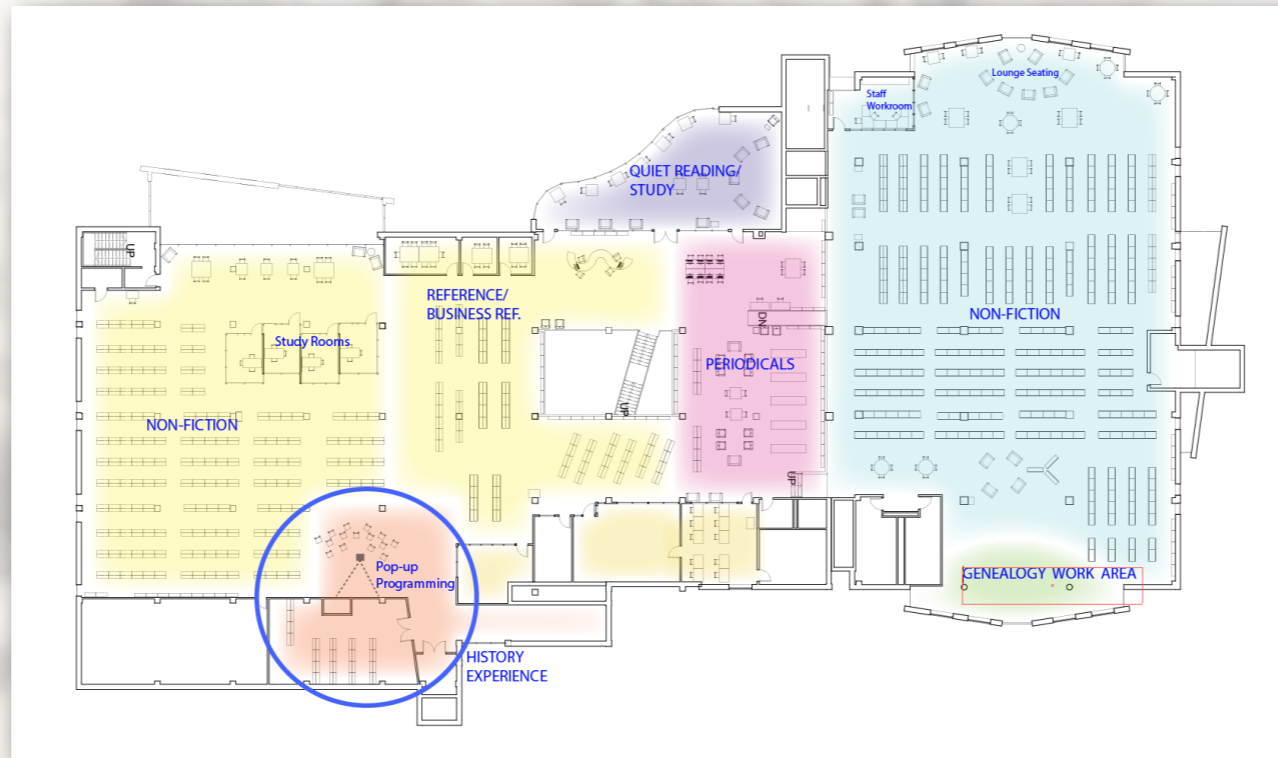 Lounge Seating
Staff
Workroom
QUIET READING/
STUDY
UP
REFERENCE/
BUSINESS REF.
Study Rooms
DN
NON-FICTION
PERIODICALS
UP
NON-FICTION
UP
Pop-up
Programming
GENEALOGY WORK AREA
HISTORY
EXPERIENCE